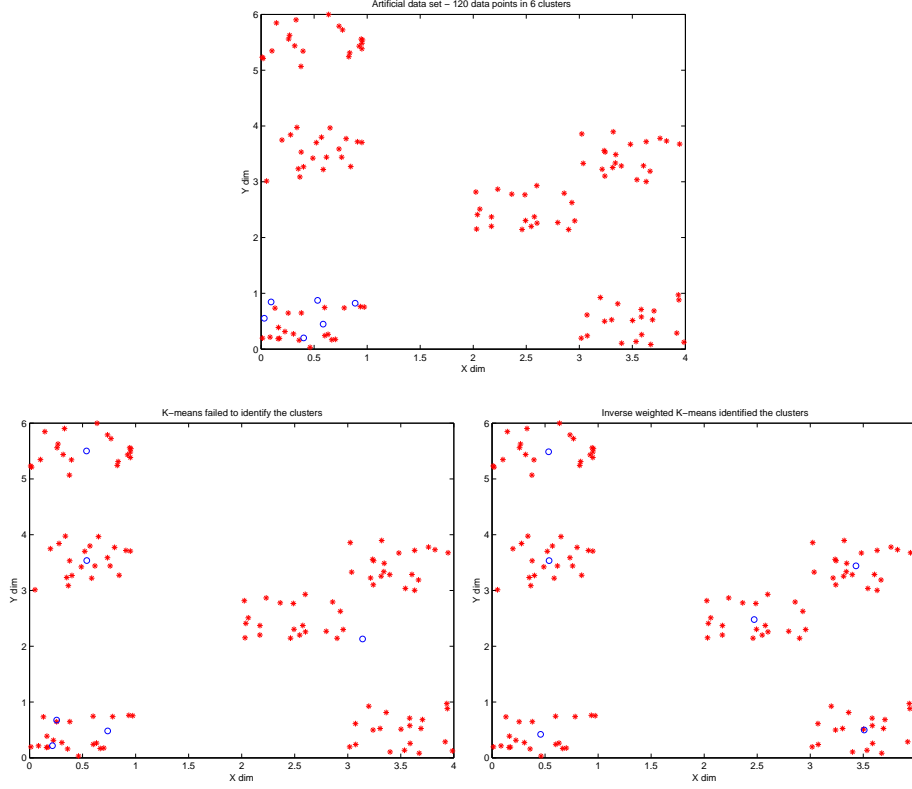 Artificial data set − 120 data points in 6 clusters
6
5
4
3
2
1
0
Y dim
0 0.5 1 1.5 2 2.5 3 3.5 4
X dim
K−means failed to identify the clusters
6
5
4
3
2
1
0
Y dim
0 0.5 1 1.5 2 2.5 3 3.5 4
X dim
Inverse weighted K−means identified the clusters
6
5
4
3
2
1
0
Y dim
0 0.5 1 1.5 2 2.5 3 3.5
X dim